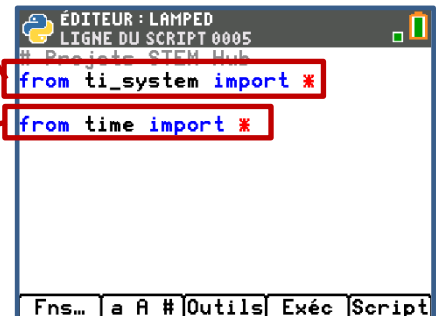 ÉDITEUR : LAMPED
LIGNE DU SCRIPT 0005
# Projets STEM Hub
from ti_system import *
from time import *
Fns… a A # Outils Exéc Script